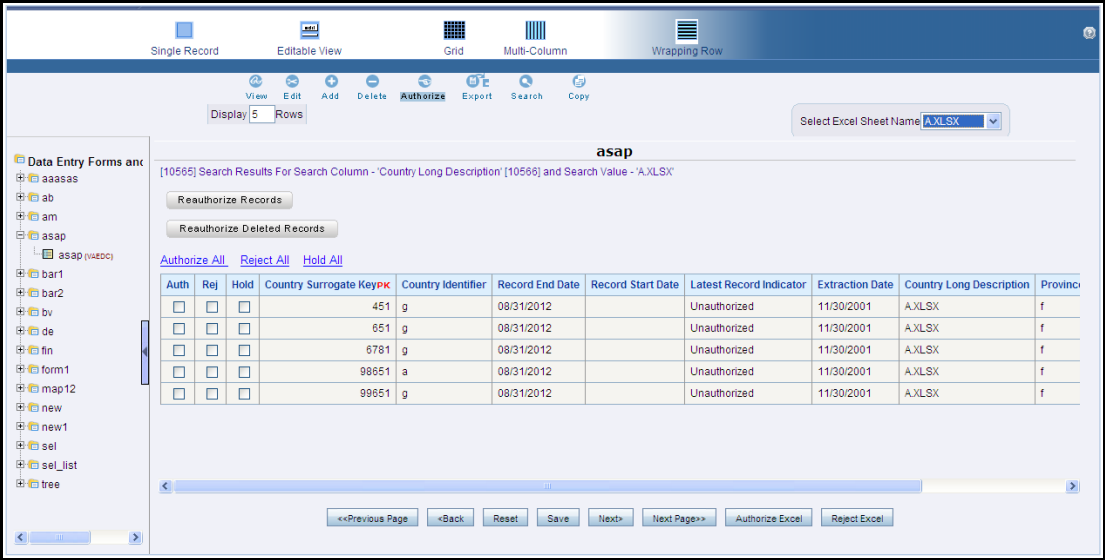 Single Record Editable View Grid Multi-Column Wrapping Row
View Edit Add Delete Authorize Export Search Copy
Display 5 Rows
Select Excel Sheet Name A.XLSX
Data Entry Forms and
aaasas
ab
am
asap
asap (VAEDC)
bar1
bar2
bv
de
fin
form1
map12
new
new1
sel
sel_list
tree
asap
[10565] Search Results For Search Column - 'Country Long Description' [10566] and Search Value - 'A.XLSX'
Reauthorize Records
Reauthorize Deleted Records
Authorize All Reject All Hold All
Auth Rej Hold Country Surrogate KeyPK Country Identifier Record End Date Record Start Date Latest Record Indicator Extraction Date Country Long Description Province
451 g 08/31/2012 Unauthorized 11/30/2001 A.XLSX f
651 g 08/31/2012 Unauthorized 11/30/2001 A.XLSX f
6781 g 08/31/2012 Unauthorized 11/30/2001 A.XLSX f
98651 a 08/31/2012 Unauthorized 11/30/2001 A.XLSX f
99651 g 08/31/2012 Unauthorized 11/30/2001 A.XLSX f
<<Previous Page <Back Reset Save Next> Next Page>> Authorize Excel Reject Excel